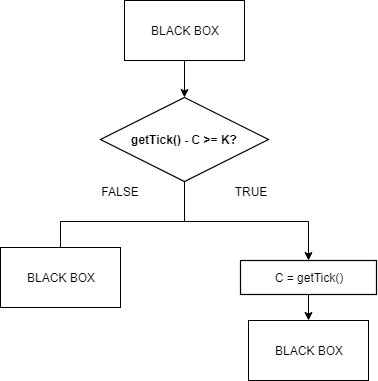 BLACK BOX
getTick() - C >= K?
FALSE
TRUE
BLACK BOX
C = getTick()
BLACK BOX